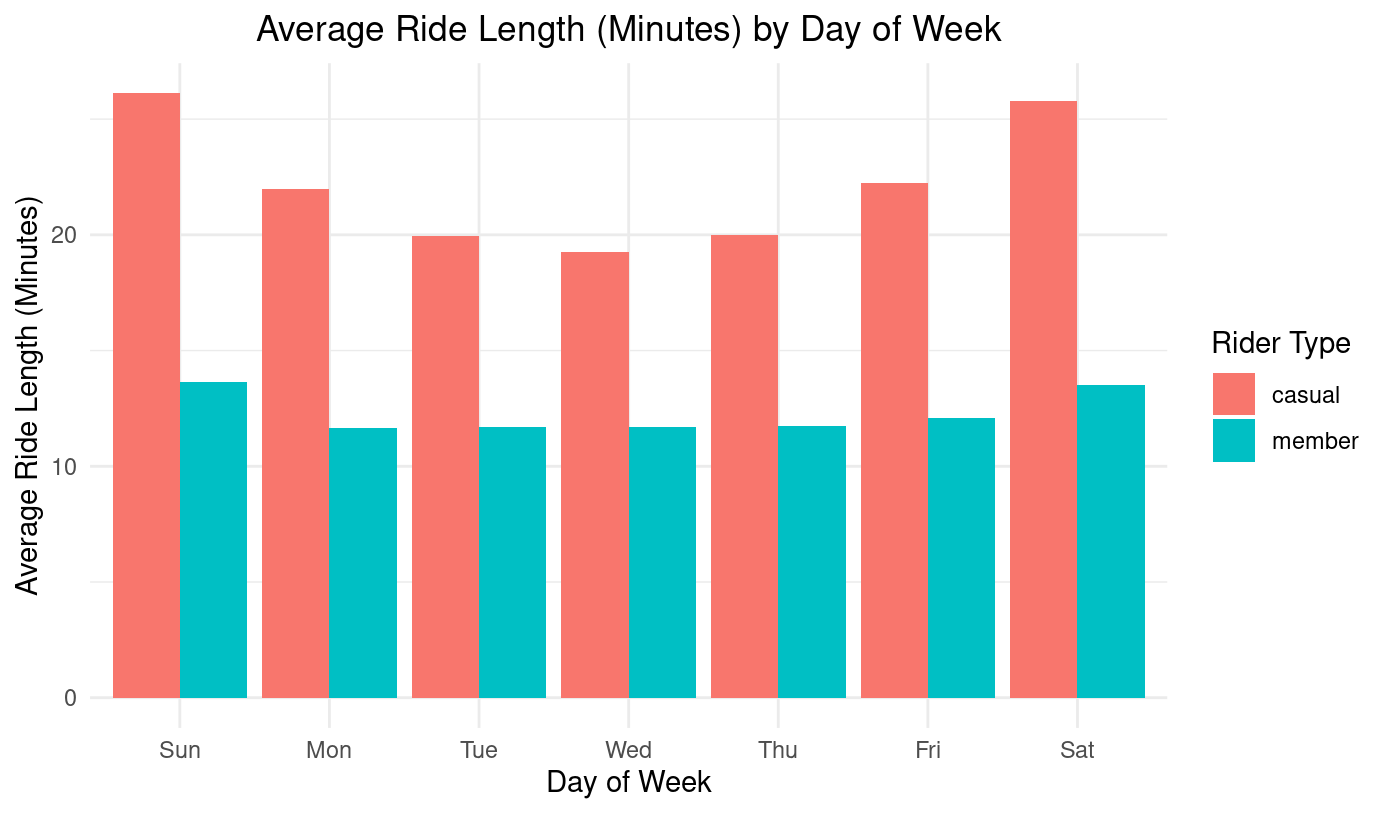 Average Ride Length (Minutes) by Day of Week
Average Ride Length (Minutes)
20
10
0
Sun Mon Tue Wed Thu Fri Sat
Day of Week
Rider Type
casual
member